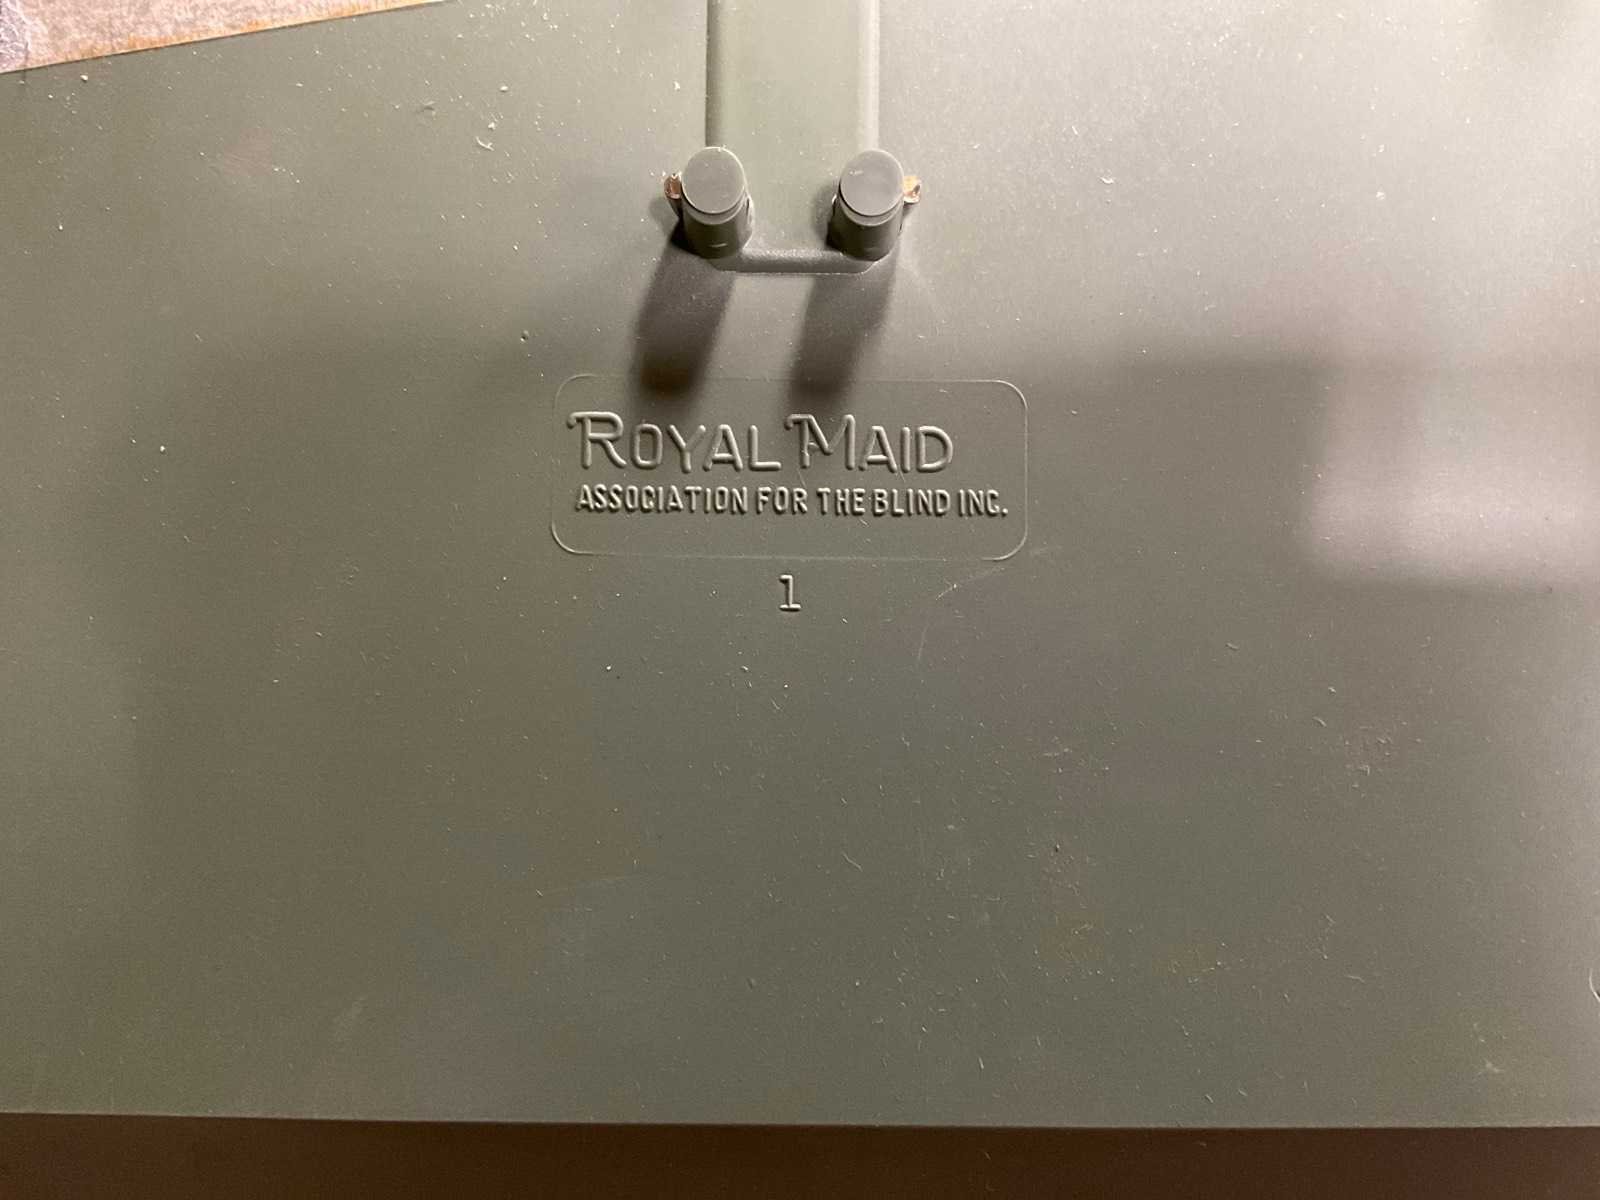 ROYAL MAID
ASSOCIATION FOR THE BLIND INC.
1